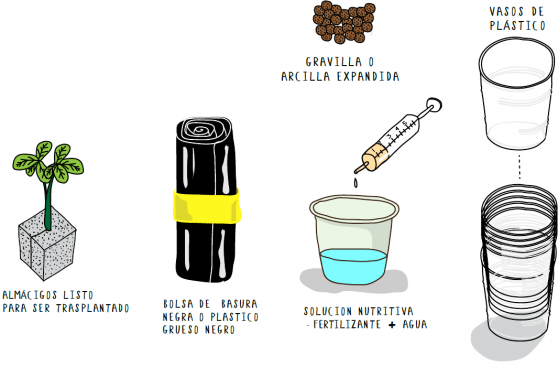 VASOS DE
PLÁSTICO
GRAVILLA O
ARCILLA EXPANDIDA
ALMÁCIGOS LISTO
PARA SER TRASPLANTADO
BOLSA DE BASURA
NEGRA O PLASTICO
GRUESO NEGRO
SOLUCION NUTRITIVA
- FERTILIZANTE + AGUA